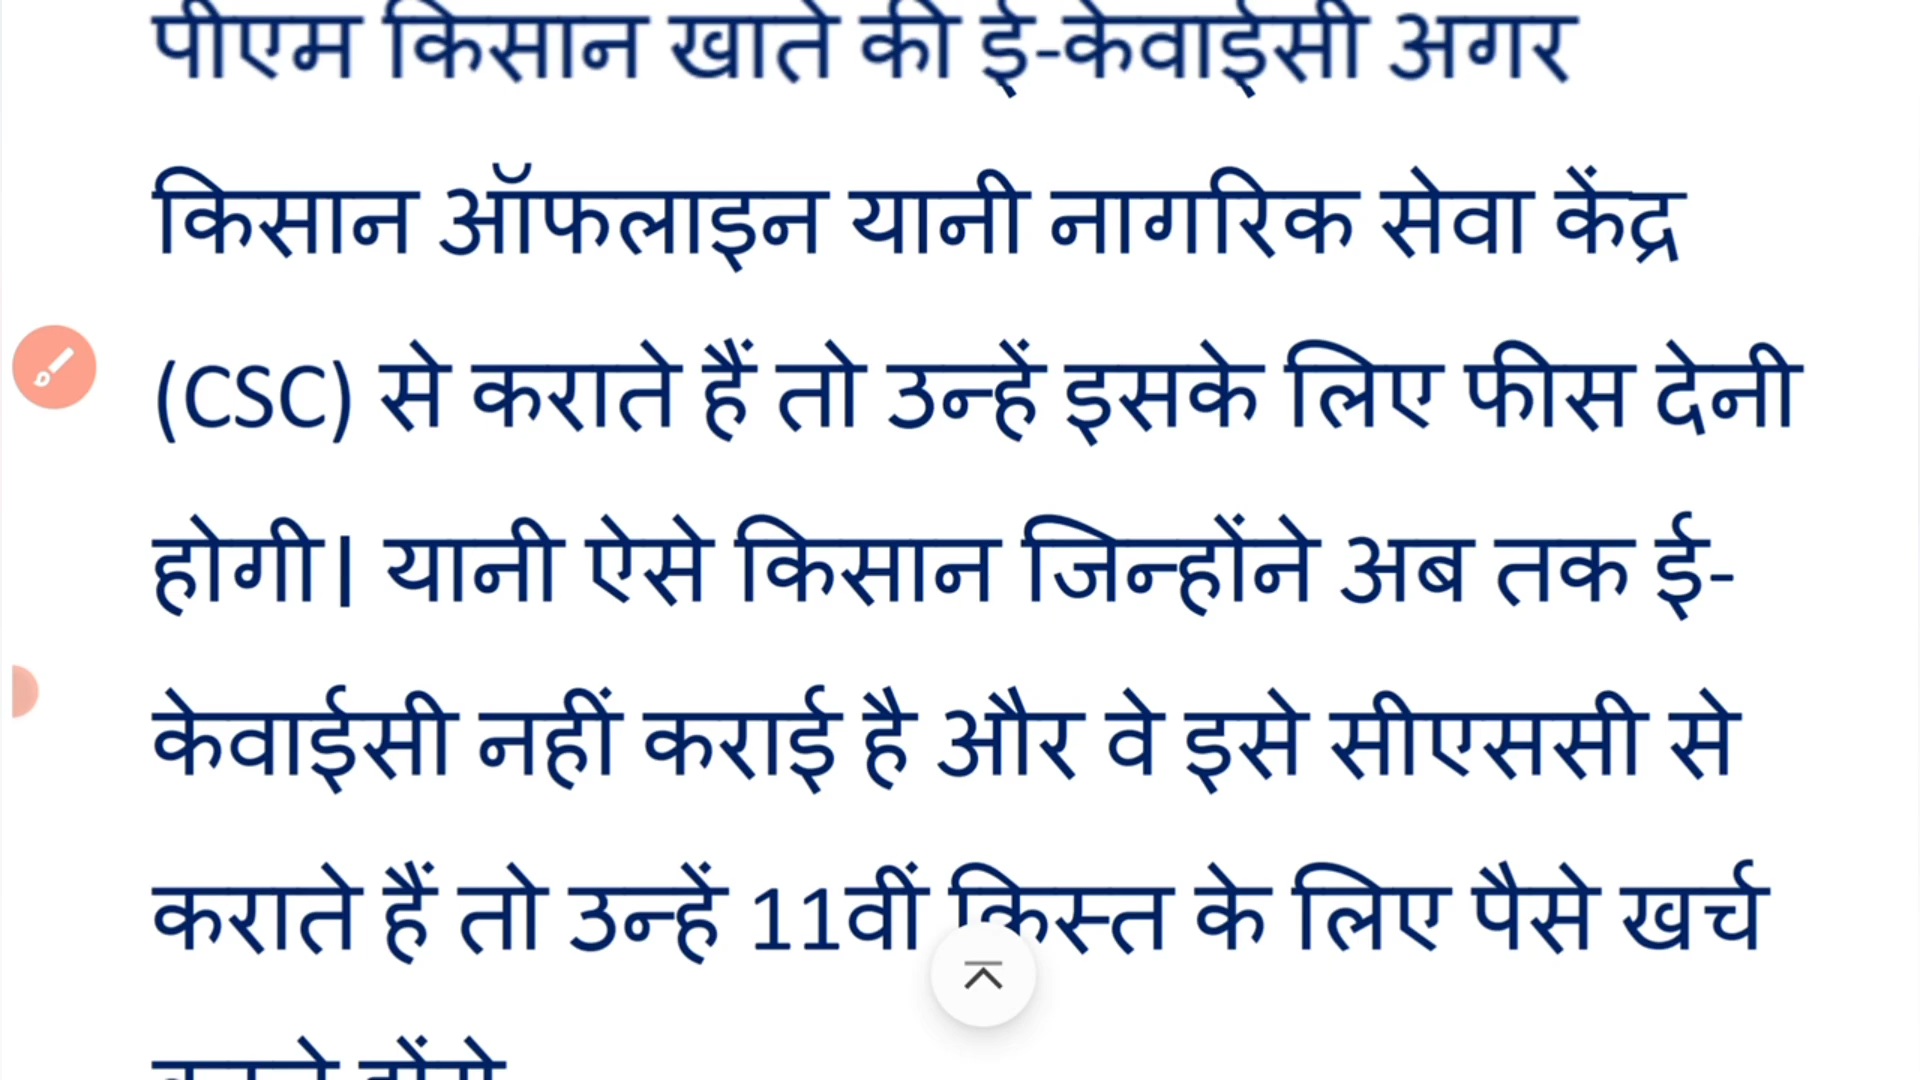 पीएम किसान खाते की ई-केवाईसी अगर
किसान ऑफलाइन यानी नागरिक सेवा केंद्र
(CSC) से कराते हैं तो उन्हें इसके लिए फीस देनी
होगी। यानी ऐसे किसान जिन्होंने अब तक ई-
केवाईसी नहीं कराई है और वे इसे सीएससी से
कराते हैं तो उन्हें 11वीं किस्त के लिए पैसे खर्च